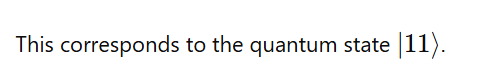 This corresponds to the quantum state |11⟩.